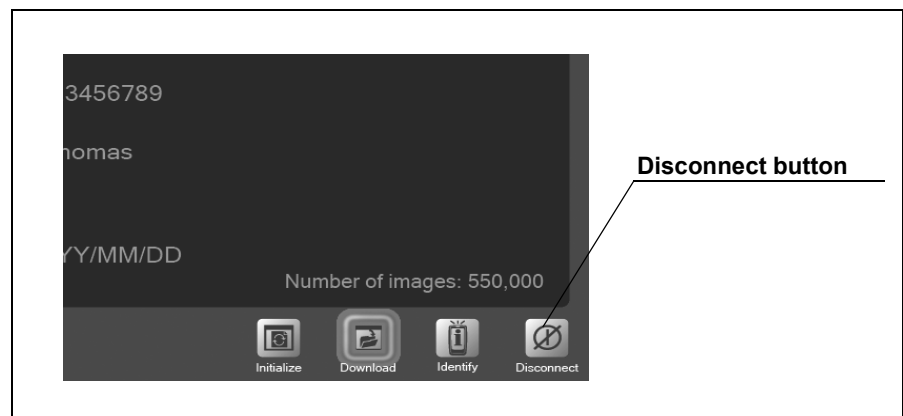 3456789
homas
Disconnect button
YY/MM/DD
Number of images: 550,000
Initialize Download Identify Disconnect